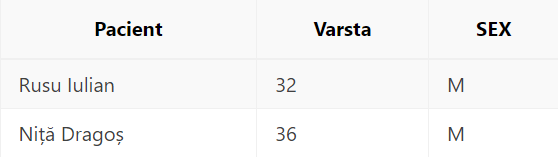 Pacient Varsta SEX
Rusu Iulian 32 M
Niță Dragoș 36 M